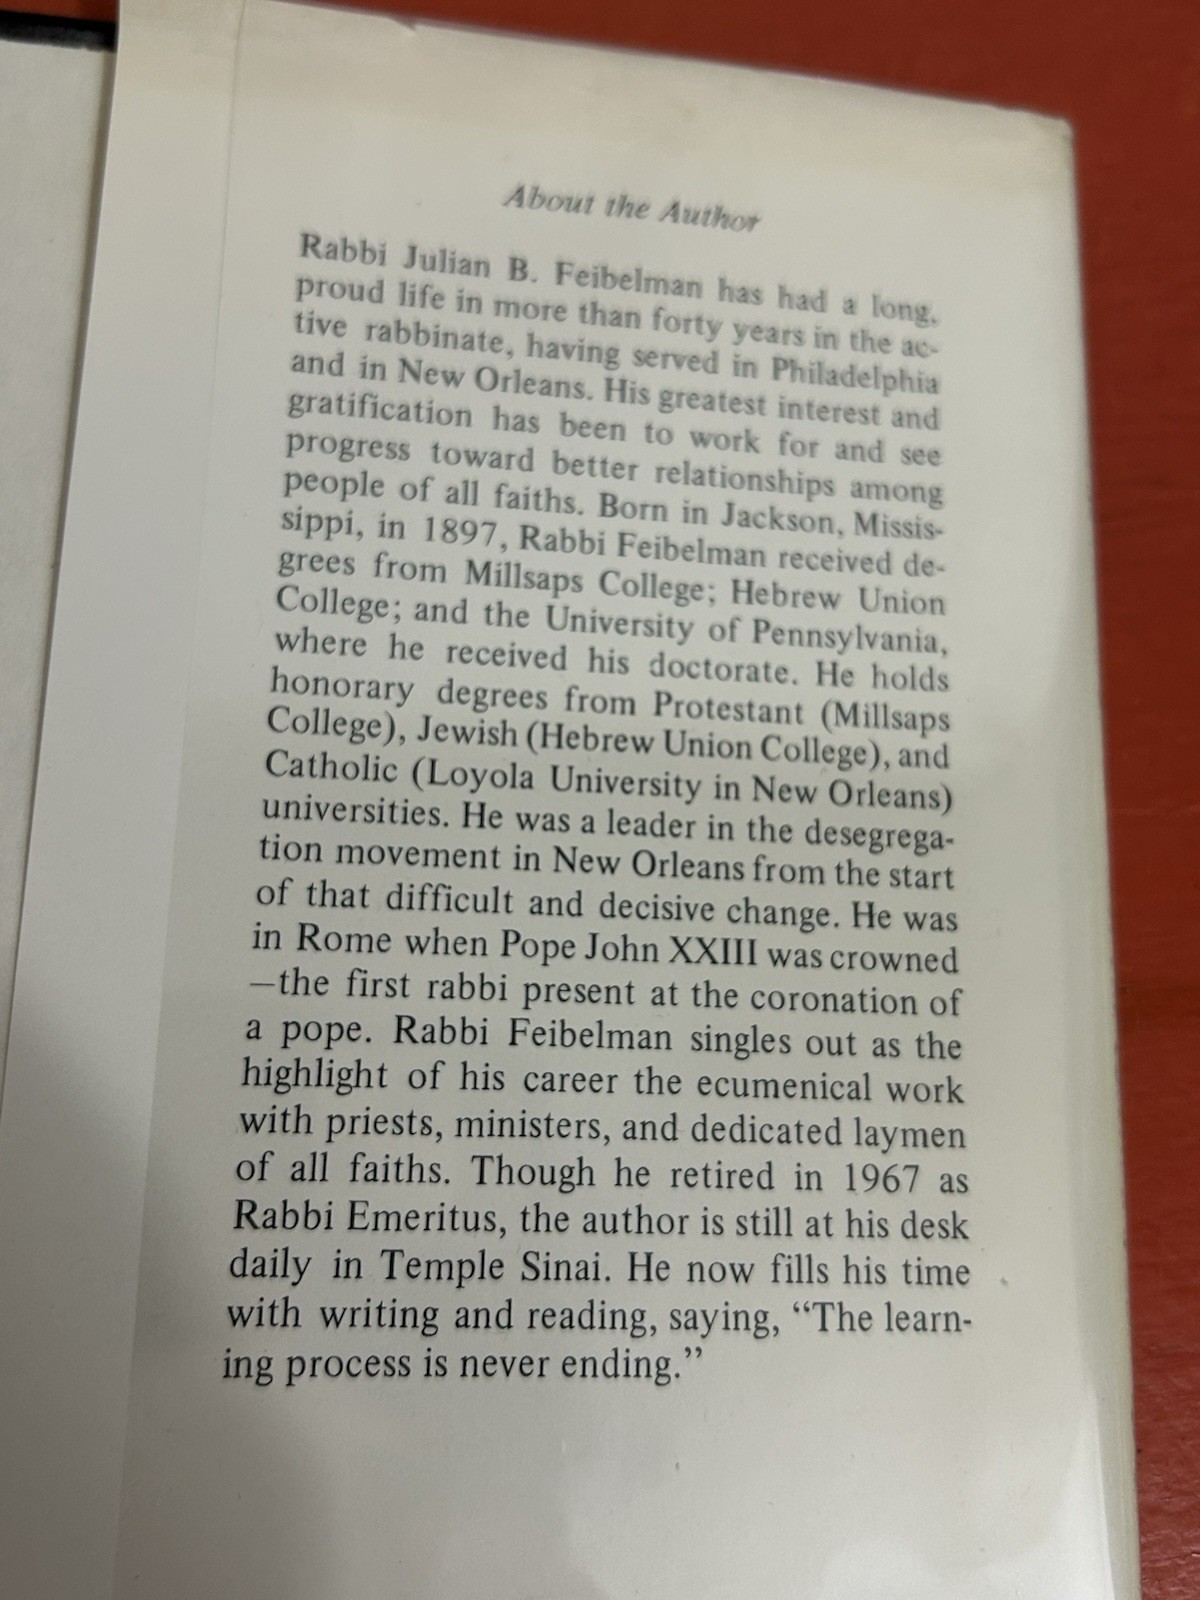 About the Author
Rabbi Julian B. Feibelman has had a long,
proud life in more than forty years in the ac-
tive rabbinate, having served in Philadelphia
and in New Orleans. His greatest interest and
gratification has been to work for and see
progress toward better relationships among
people of all faiths. Born in Jackson, Missis-
sippi, in 1897, Rabbi Feibelman received de-
grees from Millsaps College; Hebrew Union
College; and the University of Pennsylvania,
where he received his doctorate. He holds
honorary degrees from Protestant (Millsaps
College), Jewish (Hebrew Union College), and
Catholic (Loyola University in New Orleans)
universities. He was a leader in the desegrega-
tion movement in New Orleans from the start
of that difficult and decisive change. He was
in Rome when Pope John XXIII was crowned
—the first rabbi present at the coronation of
a pope. Rabbi Feibelman singles out as the
highlight of his career the ecumenical work
with priests, ministers, and dedicated laymen
of all faiths. Though he retired in 1967 as
Rabbi Emeritus, the author is still at his desk
daily in Temple Sinai. He now fills his time
with writing and reading, saying, “The learn-
ing process is never ending.”